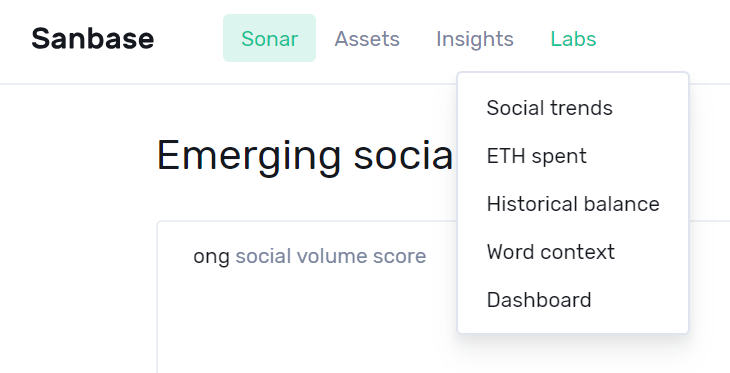 Sanbase
Sonar
Assets
Insights
Labs
Social trends
ETH spent
Historical balance
Word context
Dashboard
Emerging socia
ong social volume score